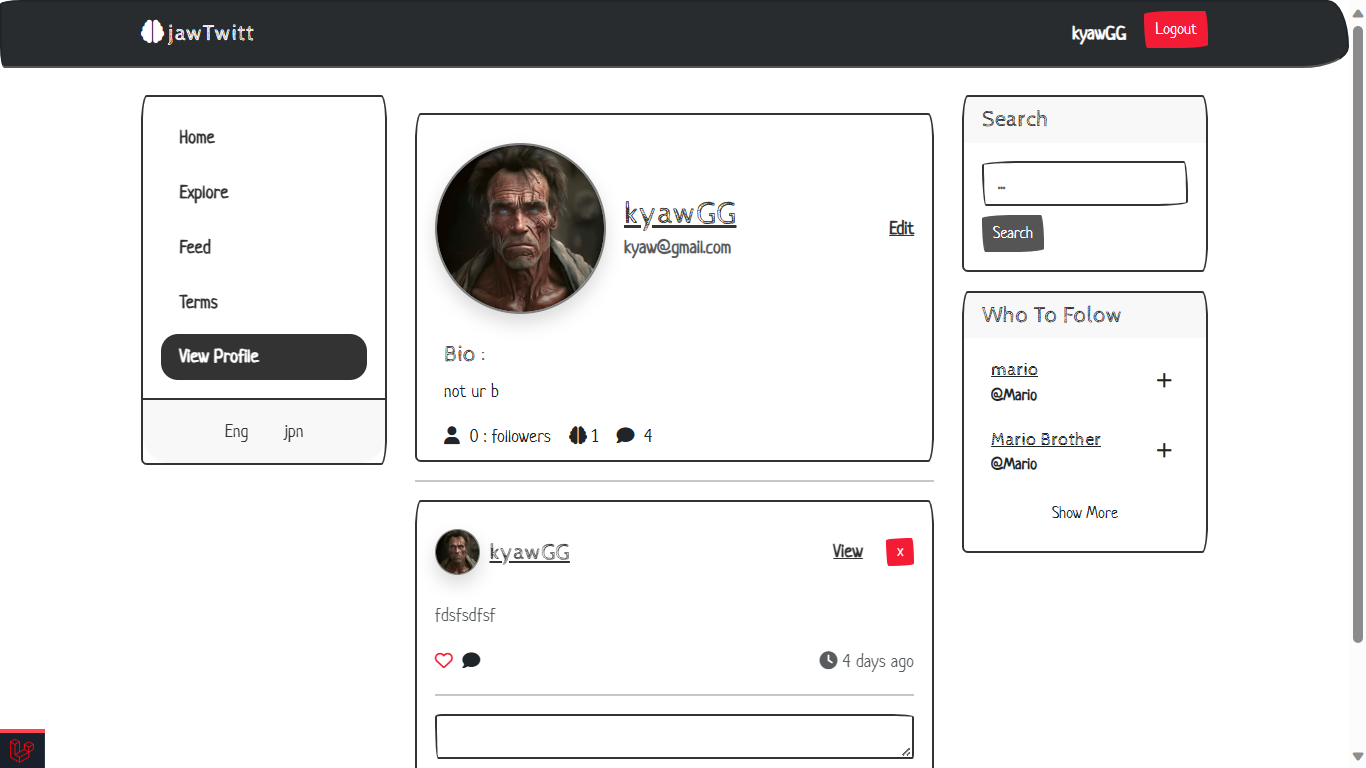 jawTwitt
kyawGG
Logout
Home
Explore
Feed
Terms
View Profile
Eng jpn
kyawGG
kyaw@gmail.com
Edit
Bio :
not ur b
0 : followers 1 4
kyawGG
View
x
fdsfsdfsf
4 days ago
Search
...
Search
Who To Folow
mario
@Mario
+
Mario Brother
@Mario
+
Show More